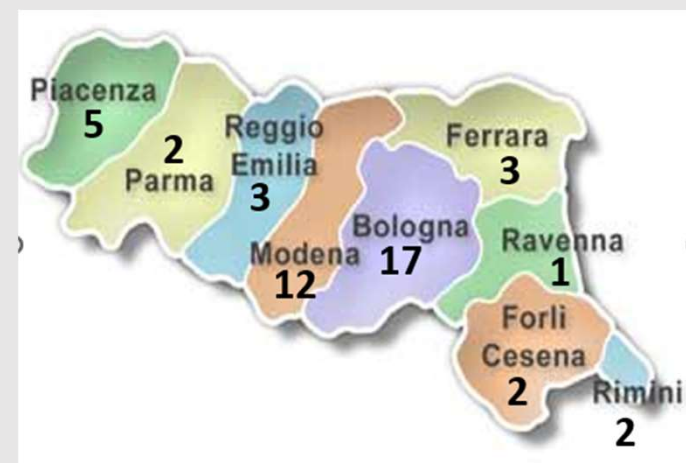 Piacenza
5
2
Parma
Reggio
Emilia
3
Modena
12
Bologna
17
Ferrara
3
Ravenna
1
Forlì
Cesena
2
Rimini
2